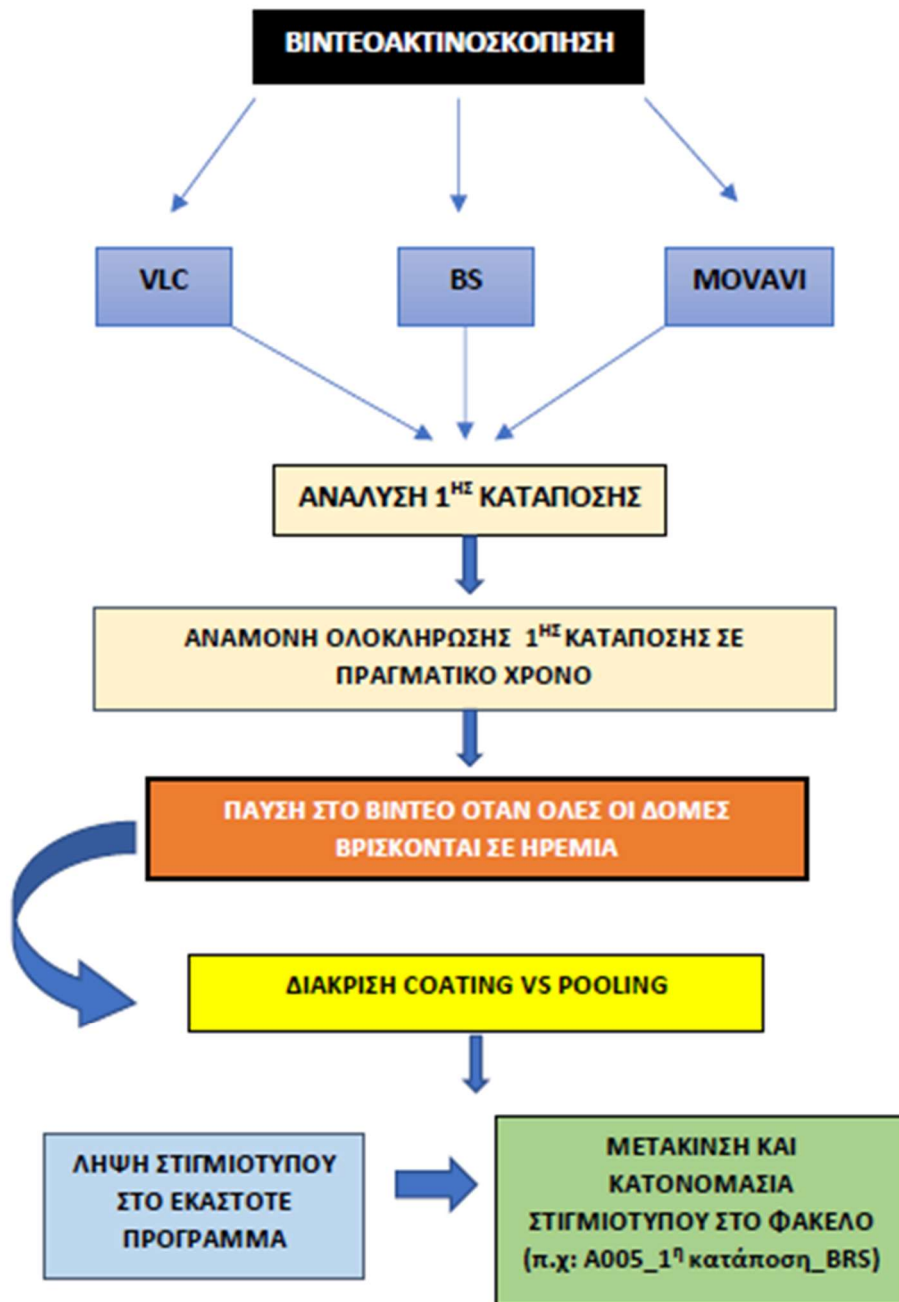 ΒΙΝΤΕΟΑΚΤΙΝΟΣΚΟΠΗΣΗ
VLC
BS
MOVAVI
ΑΝΑΛΥΣΗ 1ΗΣ ΚΑΤΑΠΟΣΗΣ
ΑΝΑΜΟΝΗ ΟΛΟΚΛΗΡΩΣΗΣ 1ΗΣ ΚΑΤΑΠΟΣΗΣ ΣΕ
ΠΡΑΓΜΑΤΙΚΟ ΧΡΟΝΟ
ΠΑΥΣΗ ΣΤΟ ΒΙΝΤΕΟ ΟΤΑΝ ΟΛΕΣ ΟΙ ΔΟΜΕΣ
ΒΡΙΣΚΟΝΤΑΙ ΣΕ ΗΡΕΜΙΑ
ΔΙΑΚΡΙΣΗ COATING VS POOLING
ΛΗΨΗ ΣΤΙΓΜΙΟΤΥΠΟΥ
ΣΤΟ ΕΚΑΣΤΟΤΕ
ΠΡΟΓΡΑΜΜΑ
ΜΕΤΑΚΙΝΣΗ ΚΑΙ
ΚΑΤΟΝΟΜΑΣΙΑ
ΣΤΙΓΜΙΟΤΥΠΟΥ ΣΤΟ ΦΑΚΕΛΟ
(π.χ: Α005_1η κατάποση_BRS)